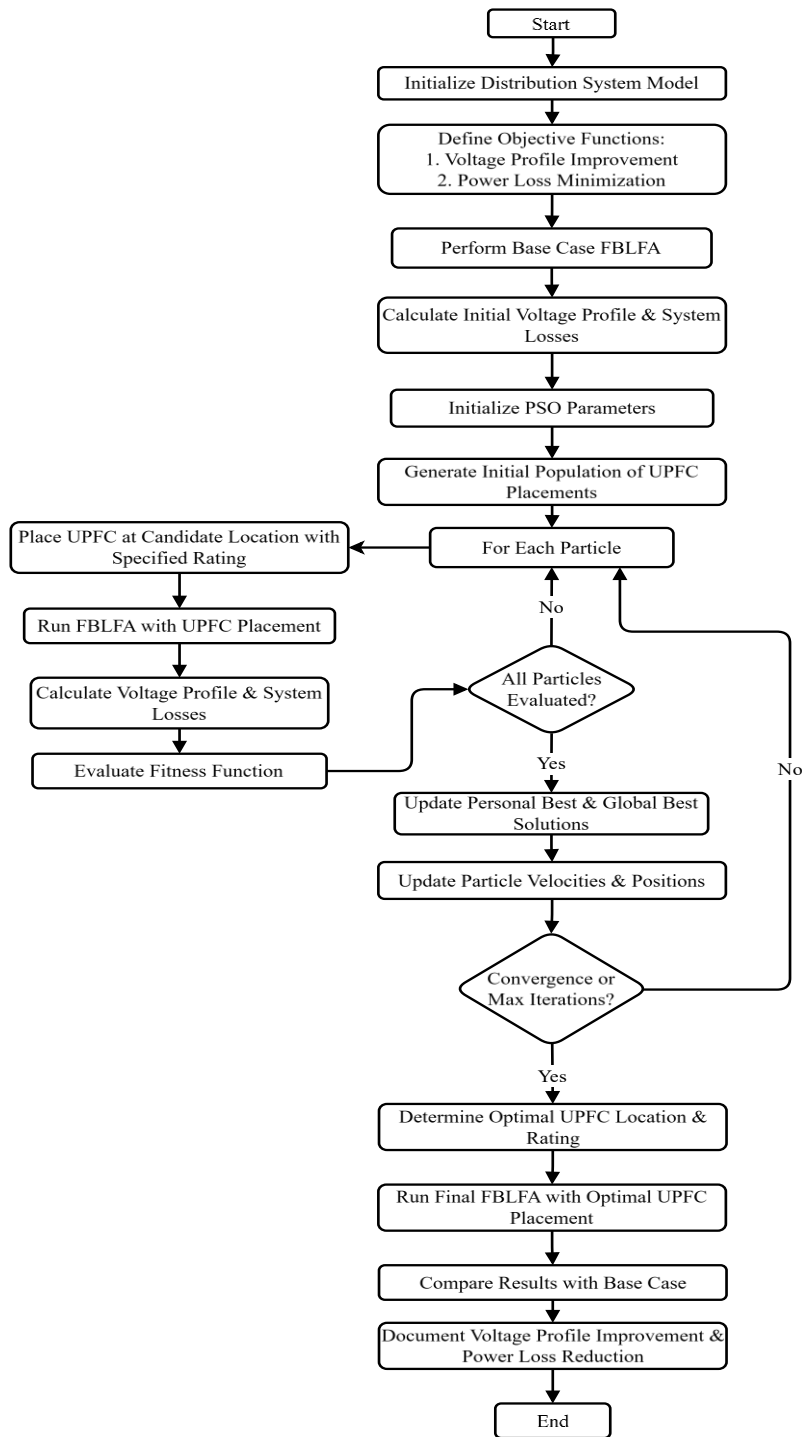 Start
Initialize Distribution System Model
Define Objective Functions:
1. Voltage Profile Improvement
2. Power Loss Minimization
Perform Base Case FBLFA
Calculate Initial Voltage Profile & System
Losses
Initialize PSO Parameters
Generate Initial Population of UPFC
Placements
For Each Particle
Place UPFC at Candidate Location with
Specified Rating
Run FBLFA with UPFC Placement
Calculate Voltage Profile & System
Losses
Evaluate Fitness Function
No
All Particles
Evaluated?
Yes
Update Personal Best & Global Best
Solutions
Update Particle Velocities & Positions
Convergence or
Max Iterations?
No
Yes
Determine Optimal UPFC Location &
Rating
Run Final FBLFA with Optimal UPFC
Placement
Compare Results with Base Case
Document Voltage Profile Improvement &
Power Loss Reduction
End